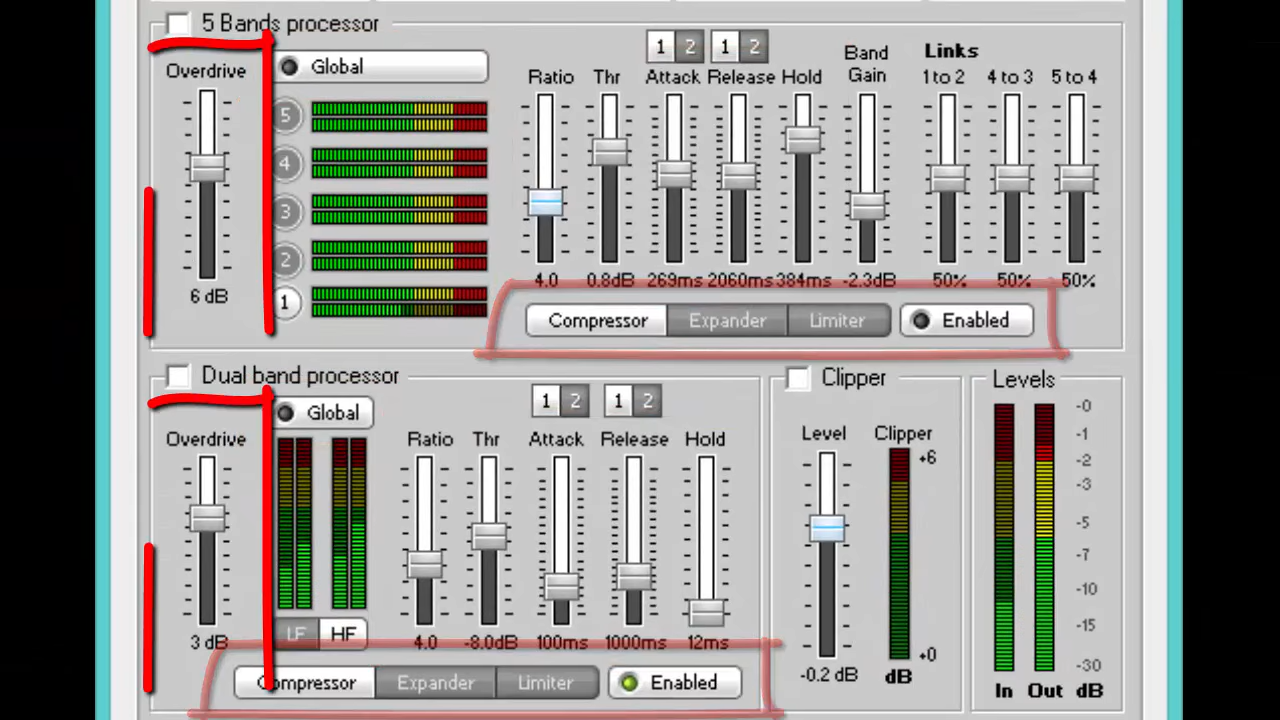 5 Bands processor
Overdrive
6 dB
Global
5
4
3
2
1
1 2 1 2
Ratio Thr Attack Release Hold Band Gain
Links
1 to 2 4 to 3 5 to 4
4.0 0.8dB 269ms 2060ms 384ms -2.3dB 50% 50% 50%
Compressor Expander Limiter Enabled
Dual band processor
Overdrive
3 dB
Global
LF HF
1 2 1 2
Ratio Thr Attack Release Hold
4.0 -8.0dB 100ms 1000ms 12ms
Compressor Expander Limiter Enabled
Clipper
Level Clipper
+6
+0
-0.2 dB dB
Levels
-0
-1
-2
-3
-5
-7
-10
-15
-30
In Out dB